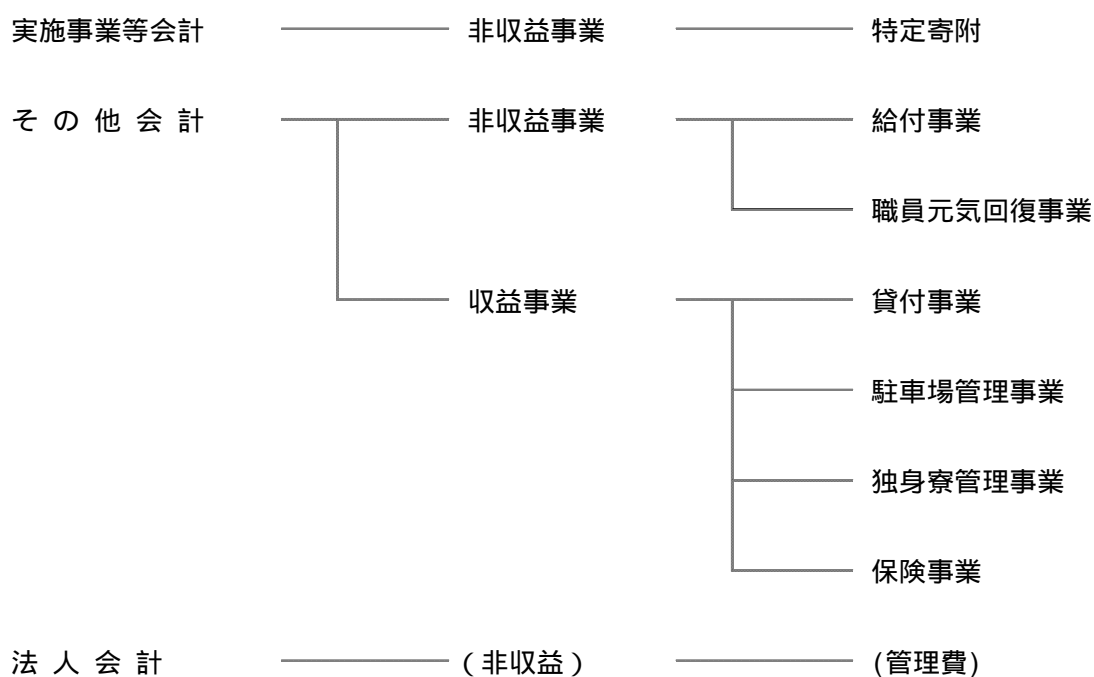 実施事業等会計 非収益事業 特定寄附
そ の 他 会 計 非収益事業 給付事業
職員元気回復事業
収益事業 貸付事業
駐車場管理事業
独身寮管理事業
保険事業
法 人 会 計 (非収益) (管理費)